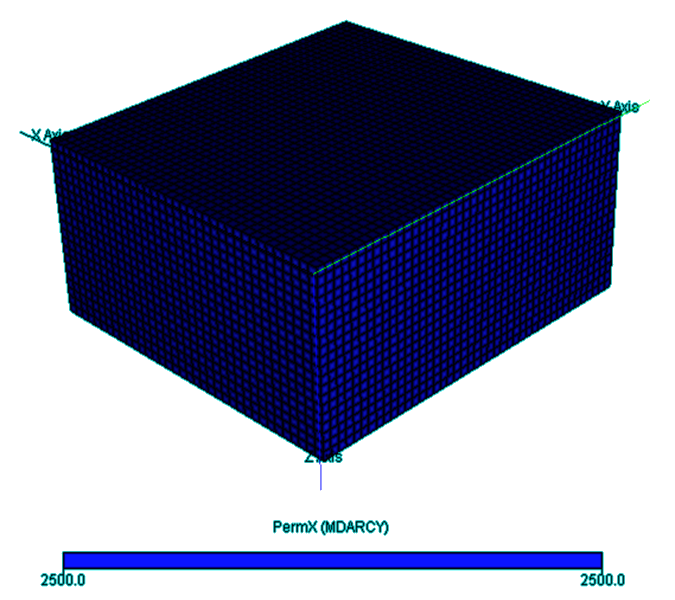 Y Axis
X Axis
Z Axis
PermX (MDARCY)
2500.0 2500.0